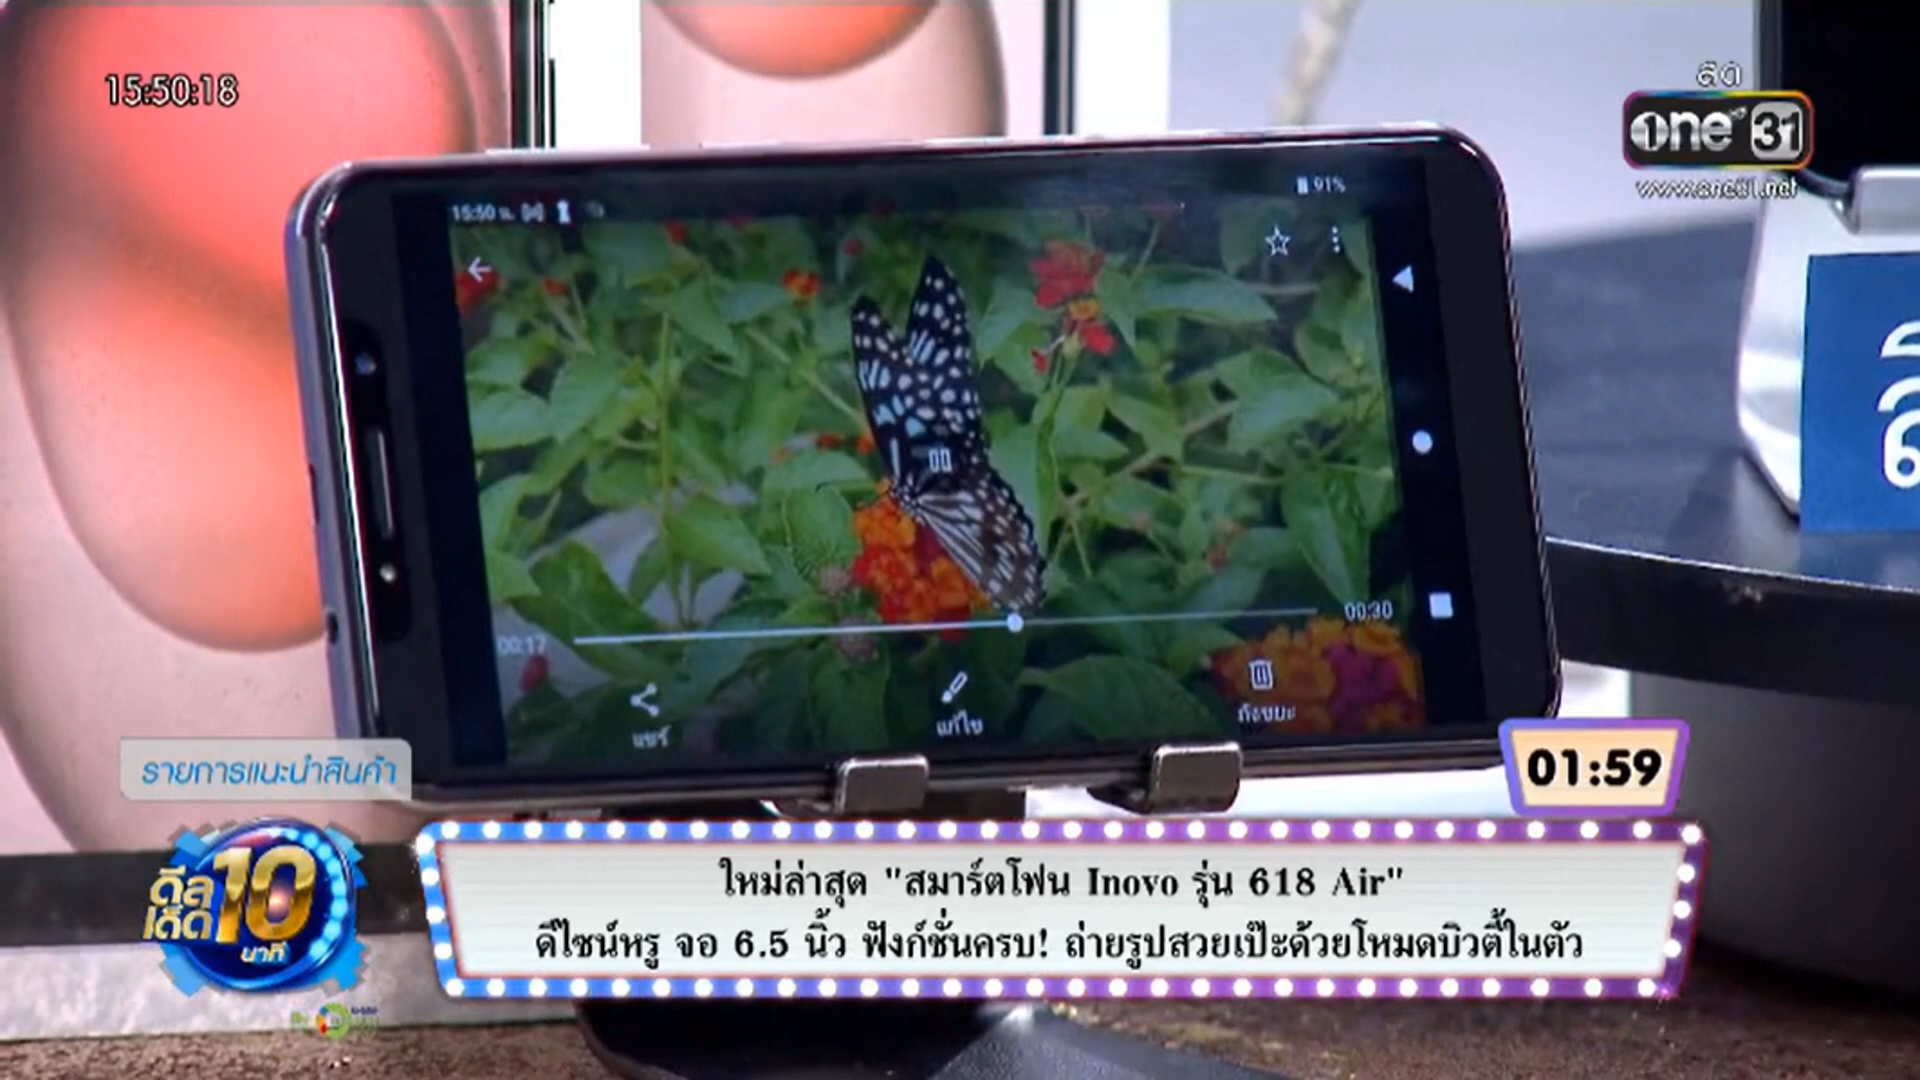 15:50:18
สด
one 31
www.one31.net
15:50 น.
91%
00:17
00:30
แชร์
แก้ไข
ถังขยะ
รายการแนะนำสินค้า
01:59
ดีลเด็ด 10 นาที
ใหม่ล่าสุด "สมาร์ตโฟน Inovo รุ่น 618 Air"
ดีไซน์หรู จอ 6.5 นิ้ว ฟังก์ชั่นครบ! ถ่ายรูปสวยเป๊ะด้วยโหมดบิวตี้ในตัว